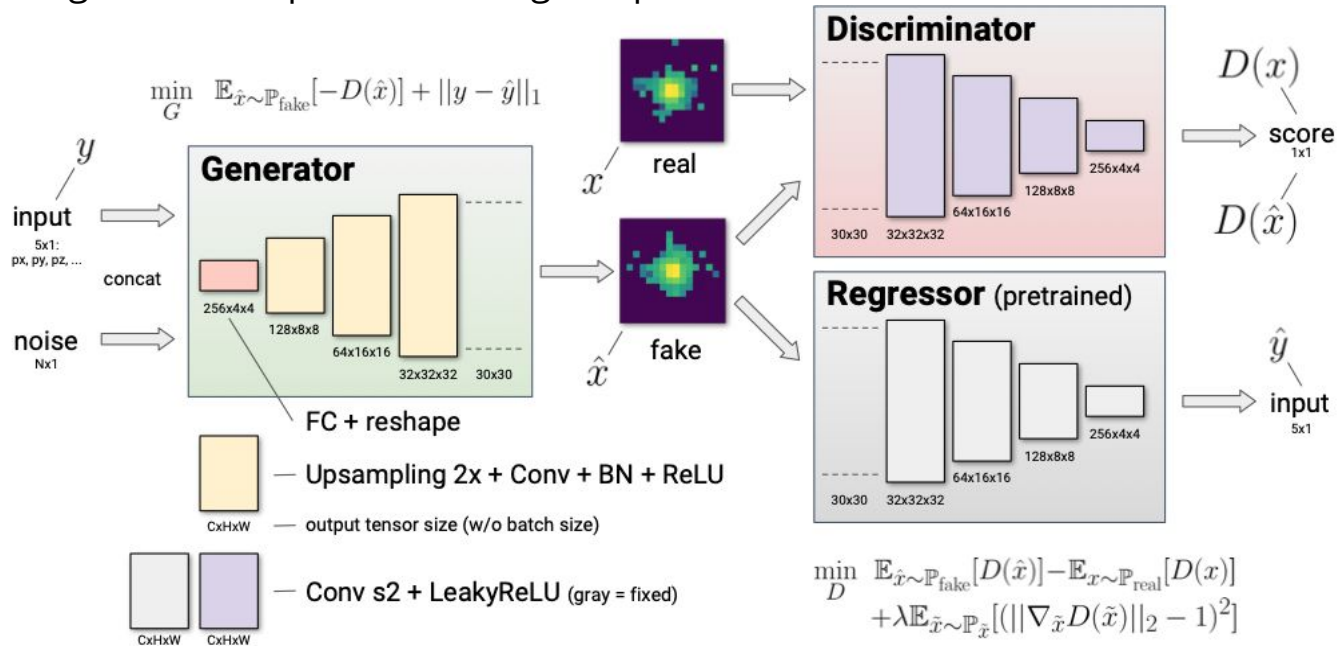 min_G 𝔼_{x̂∼ℙ_fake}[−D(x̂)] + ||y − ŷ||_1
y
input
5x1:
px, py, pz, ...
concat
noise
Nx1
Generator
256x4x4
128x8x8
64x16x16
32x32x32
30x30
FC + reshape
Upsampling 2x + Conv + BN + ReLU
CxHxW
output tensor size (w/o batch size)
Conv s2 + LeakyReLU (gray = fixed)
CxHxW CxHxW
x
real
x̂
fake
Discriminator
30x30
32x32x32
64x16x16
128x8x8
256x4x4
D(x)
score
1x1
D(x̂)
Regressor (pretrained)
30x30
32x32x32
64x16x16
128x8x8
256x4x4
ŷ
input
5x1
min_D 𝔼_{x̂∼ℙ_fake}[D(x̂)]−𝔼_{x∼ℙ_real}[D(x)]
+λ𝔼_{x̃∼ℙ_x̃}[(||∇_x̃ D(x̃)||_2 − 1)^2]